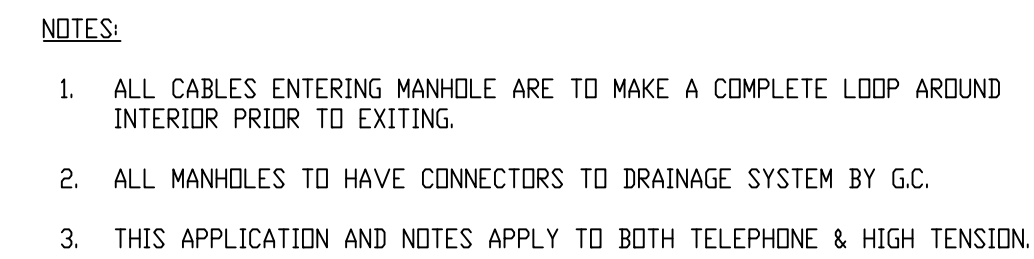 NOTES:
1. ALL CABLES ENTERING MANHOLE ARE TO MAKE A COMPLETE LOOP AROUND
INTERIOR PRIOR TO EXITING.
2. ALL MANHOLES TO HAVE CONNECTORS TO DRAINAGE SYSTEM BY G.C.
3. THIS APPLICATION AND NOTES APPLY TO BOTH TELEPHONE & HIGH TENSION.